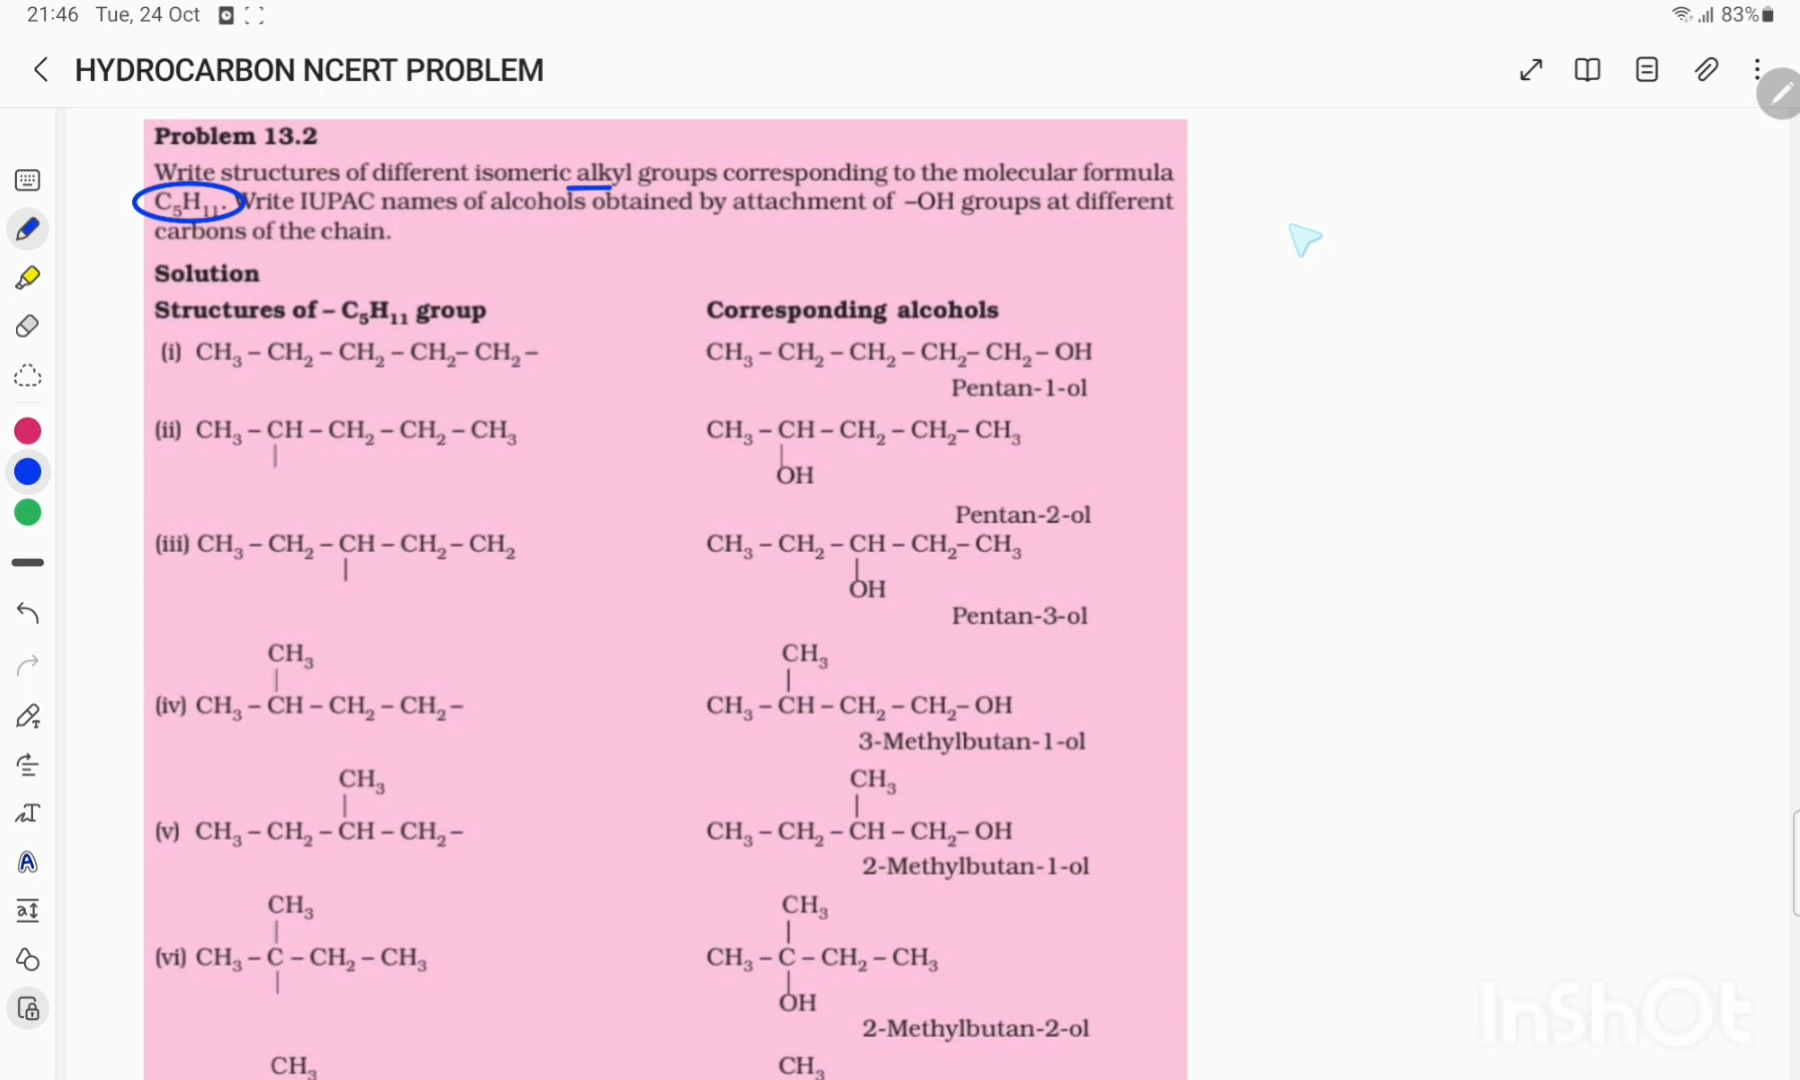 21:46 Tue, 24 Oct
83%
HYDROCARBON NCERT PROBLEM
Problem 13.2
Write structures of different isomeric alkyl groups corresponding to the molecular formula
C₅H₁₁. Write IUPAC names of alcohols obtained by attachment of –OH groups at different
carbons of the chain.
Solution
Structures of – C₅H₁₁ group Corresponding alcohols
(i) CH₃ – CH₂ – CH₂ – CH₂– CH₂ – CH₃ – CH₂ – CH₂ – CH₂– CH₂ – OH
Pentan-1-ol
(ii) CH₃ – CH – CH₂ – CH₂ – CH₃ CH₃ – CH – CH₂ – CH₂– CH₃
| |
OH
Pentan-2-ol
(iii) CH₃ – CH₂ – CH – CH₂ – CH₂ CH₃ – CH₂ – CH – CH₂– CH₃
| |
OH
Pentan-3-ol
CH₃ CH₃
| |
(iv) CH₃ – CH – CH₂ – CH₂ – CH₃ – CH – CH₂ – CH₂– OH
3-Methylbutan-1-ol
CH₃ CH₃
| |
(v) CH₃ – CH₂ – CH – CH₂ – CH₃ – CH₂ – CH – CH₂– OH
2-Methylbutan-1-ol
CH₃ CH₃
| |
(vi) CH₃ – C – CH₂ – CH₃ CH₃ – C – CH₂ – CH₃
| |
OH
2-Methylbutan-2-ol
CH₃ CH₃
InShOt